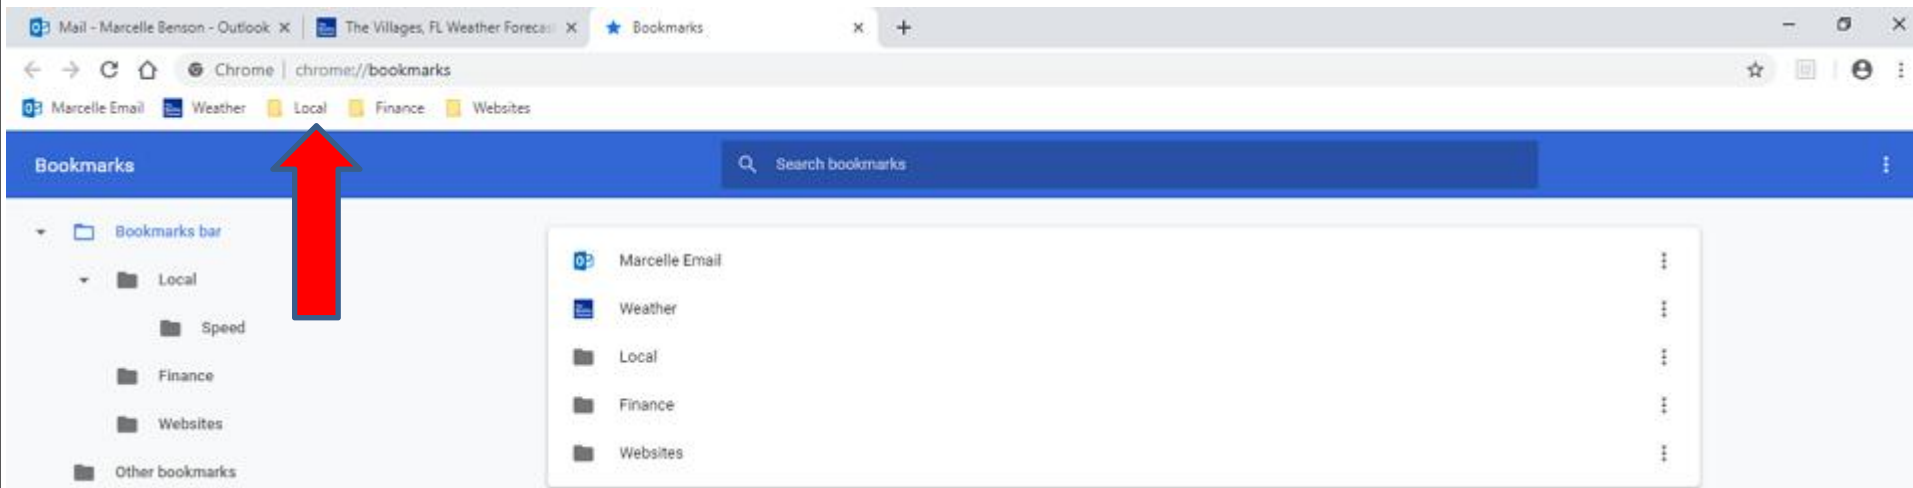 Mail - Marcelle Benson - Outlook The Villages, FL Weather Forecas Bookmarks
Chrome | chrome://bookmarks
Marcelle Email Weather Local Finance Websites
Bookmarks Search bookmarks
Bookmarks bar
Local
Speed
Finance
Websites
Other bookmarks
Marcelle Email
Weather
Local
Finance
Websites